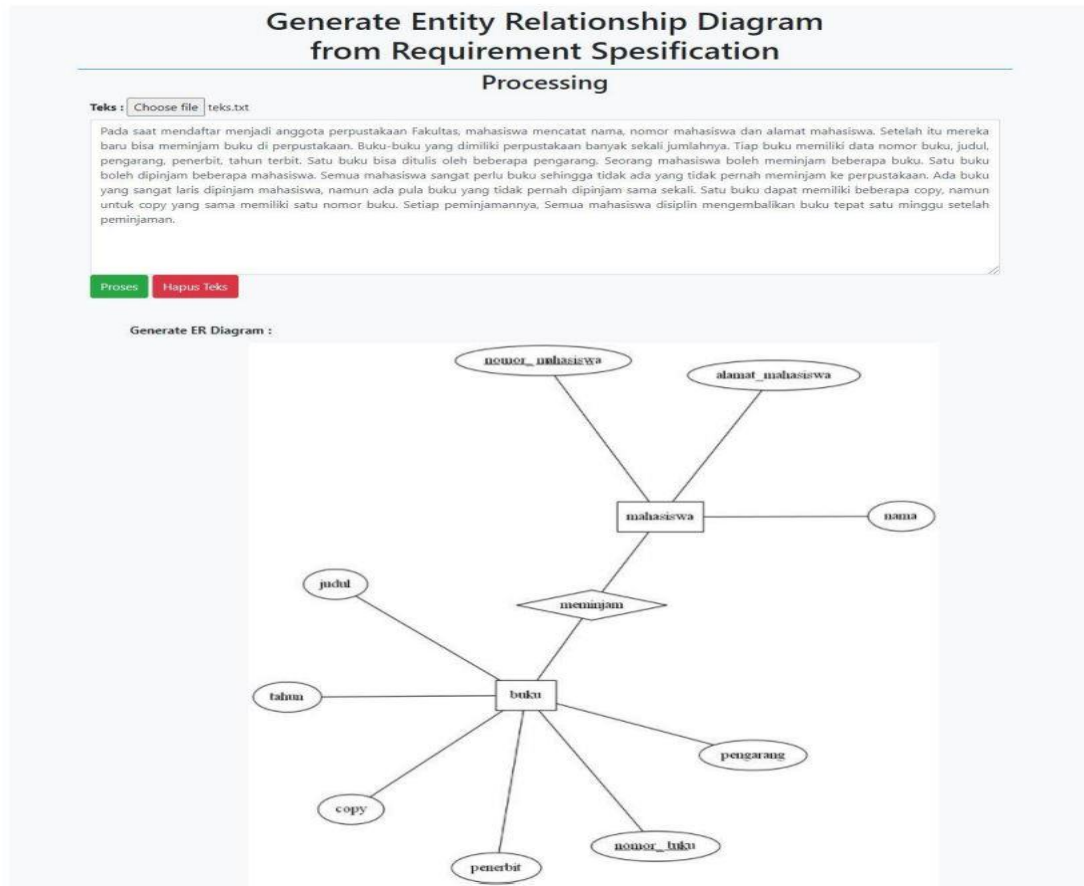 Generate Entity Relationship Diagram
from Requirement Spesification
Processing
Teks : Choose file teks.txt
Pada saat mendaftar menjadi anggota perpustakaan Fakultas, mahasiswa mencatat nama, nomor mahasiswa dan alamat mahasiswa. Setelah itu mereka
baru bisa meminjam buku di perpustakaan. Buku-buku yang dimiliki perpustakaan banyak sekali jumlahnya. Tiap buku memiliki data nomor buku, judul,
pengarang, penerbit, tahun terbit. Satu buku bisa ditulis oleh beberapa pengarang. Seorang mahasiswa boleh meminjam beberapa buku. Satu buku
boleh dipinjam beberapa mahasiswa. Semua mahasiswa sangat perlu buku sehingga tidak ada yang tidak pernah meminjam ke perpustakaan. Ada buku
yang sangat laris dipinjam mahasiswa, namun ada pula buku yang tidak pernah dipinjam sama sekali. Satu buku dapat memiliki beberapa copy, namun
untuk copy yang sama memiliki satu nomor buku. Setiap peminjamannya, Semua mahasiswa disiplin mengembalikan buku tepat satu minggu setelah
peminjaman.
Proses Hapus Teks
Generate ER Diagram :
nomor_mahasiswa
alamat_mahasiswa
mahasiswa
nama
judul
meminjam
tahun
buku
pengarang
copy
nomor_buku
penerbit